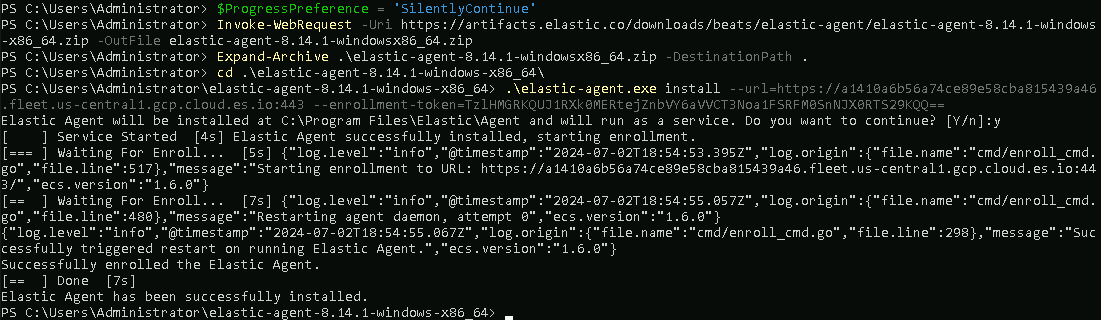 PS C:\Users\Administrator> $ProgressPreference = 'SilentlyContinue'
PS C:\Users\Administrator> Invoke-WebRequest -Uri https://artifacts.elastic.co/downloads/beats/elastic-agent/elastic-agent-8.14.1-windows
-x86_64.zip -OutFile elastic-agent-8.14.1-windowsx86_64.zip
PS C:\Users\Administrator> Expand-Archive .\elastic-agent-8.14.1-windowsx86_64.zip -DestinationPath .
PS C:\Users\Administrator> cd .\elastic-agent-8.14.1-windows-x86_64\
PS C:\Users\Administrator\elastic-agent-8.14.1-windows-x86_64> .\elastic-agent.exe install --url=https://a1410a6b56a74ce89e58cba815439a46
.fleet.us-central1.gcp.cloud.es.io:443 --enrollment-token=TzlHMGRKQUJ1RXk0MERtejZnbVY6aVVCT3Noa1FSRFM0SnNJX0RTS29KQQ==
Elastic Agent will be installed at C:\Program Files\Elastic\Agent and will run as a service. Do you want to continue? [Y/n]:y
[    ] Service Started  [4s] Elastic Agent successfully installed, starting enrollment.
[=== ] Waiting For Enroll...  [5s] {"log.level":"info","@timestamp":"2024-07-02T18:54:53.395Z","log.origin":{"file.name":"cmd/enroll_cmd.
go","file.line":517},"message":"Starting enrollment to URL: https://a1410a6b56a74ce89e58cba815439a46.fleet.us-central1.gcp.cloud.es.io:44
3/","ecs.version":"1.6.0"}
[==  ] Waiting For Enroll...  [7s] {"log.level":"info","@timestamp":"2024-07-02T18:54:55.057Z","log.origin":{"file.name":"cmd/enroll_cmd.
go","file.line":480},"message":"Restarting agent daemon, attempt 0","ecs.version":"1.6.0"}
{"log.level":"info","@timestamp":"2024-07-02T18:54:55.067Z","log.origin":{"file.name":"cmd/enroll_cmd.go","file.line":298},"message":"Suc
cessfully triggered restart on running Elastic Agent.","ecs.version":"1.6.0"}
Successfully enrolled the Elastic Agent.
[==  ] Done  [7s]
Elastic Agent has been successfully installed.
PS C:\Users\Administrator\elastic-agent-8.14.1-windows-x86_64>